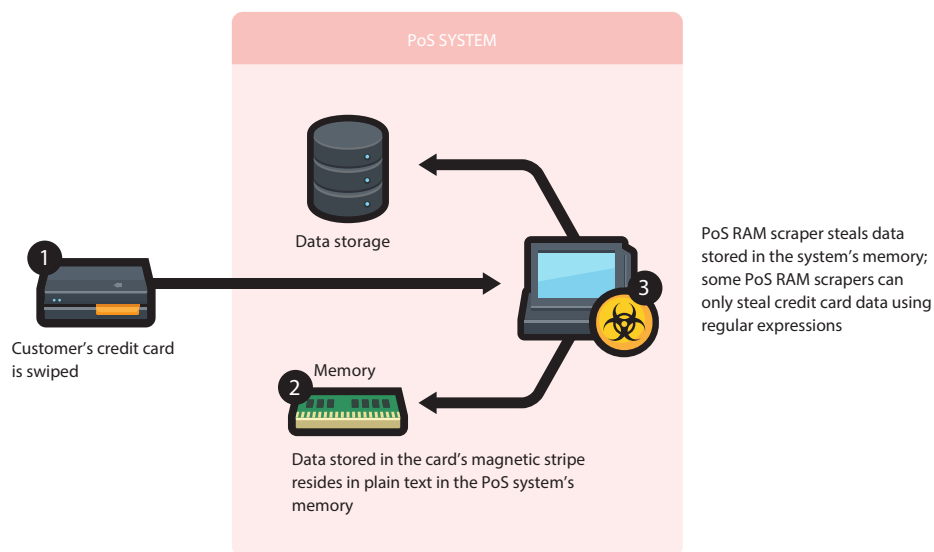 PoS SYSTEM
Data storage
1
Customer’s credit card
is swiped
3
PoS RAM scraper steals data
stored in the system’s memory;
some PoS RAM scrapers can
only steal credit card data using
regular expressions
Memory
2
Data stored in the card’s magnetic stripe
resides in plain text in the PoS system’s
memory